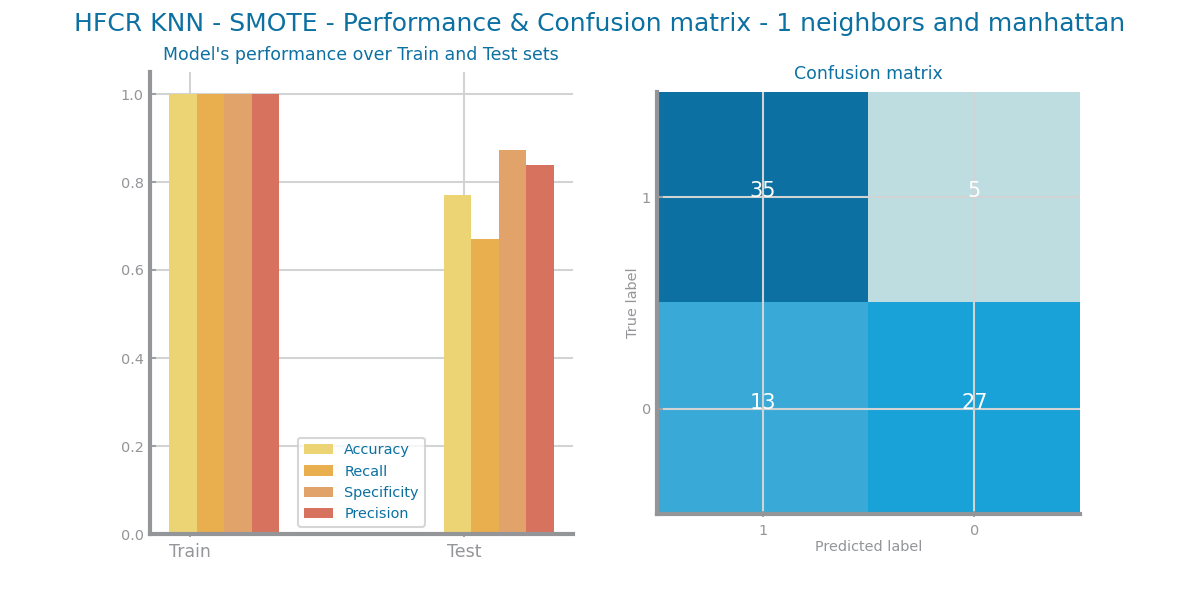 HFCR KNN - SMOTE - Performance & Confusion matrix - 1 neighbors and manhattan
Model's performance over Train and Test sets
1.0
0.8
0.6
0.4
0.2
0.0
Accuracy
Recall
Specificity
Precision
Train
Test
Confusion matrix
True label
1
0
35
5
13
27
1
0
Predicted label